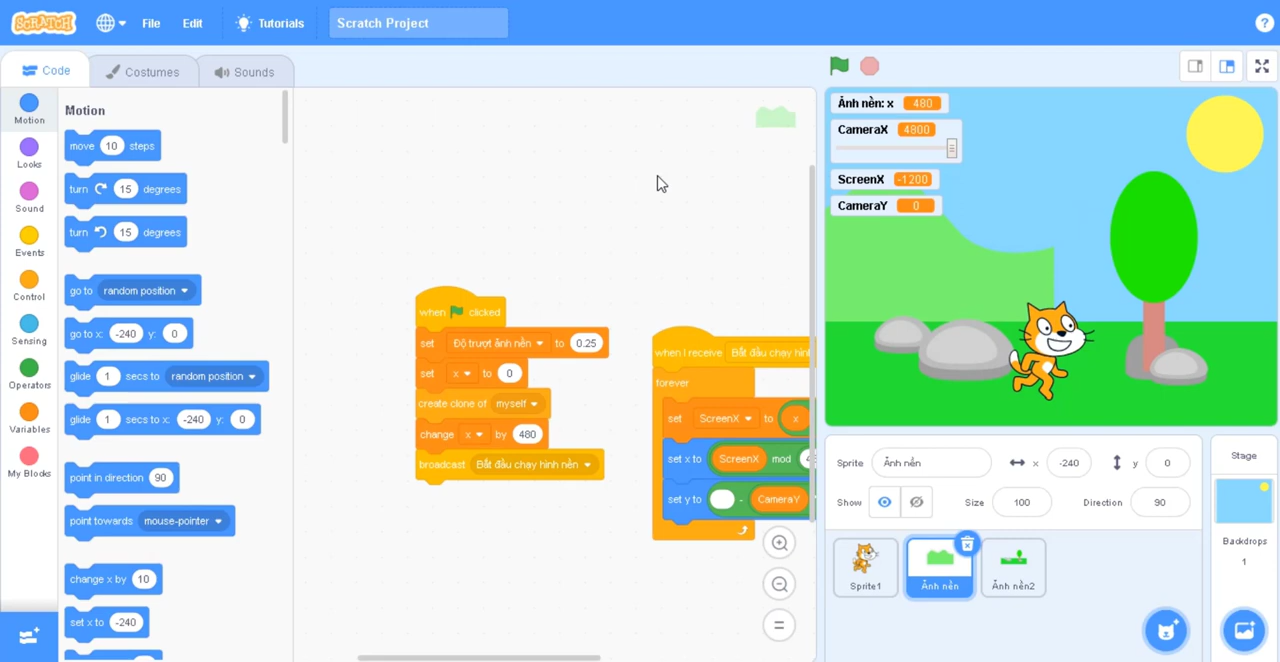 SCRATCH File Edit Tutorials Scratch Project ?
Code Costumes Sounds
Motion
Looks
Sound
Events
Control
Sensing
Operators
Variables
My Blocks
Motion
move 10 steps
turn 15 degrees
turn 15 degrees
go to random position
go to x: -240 y: 0
glide 1 secs to random position
glide 1 secs to x: -240 y: 0
point in direction 90
point towards mouse-pointer
change x by 10
set x to -240
when clicked
set Độ trượt ảnh nền to 0.25
set x to 0
create clone of myself
change x by 480
broadcast Bắt đầu chạy hình nền
when I receive Bắt đầu chạy hìn
forever
set ScreenX to x
set x to ScreenX mod 4
set y to - CameraY
Ảnh nền: x 480
CameraX 4800
ScreenX -1200
CameraY 0
Sprite Ảnh nền x -240 y 0
Show Size 100 Direction 90
Sprite1
Ảnh nền
Ảnh nền2
Stage
Backdrops
1